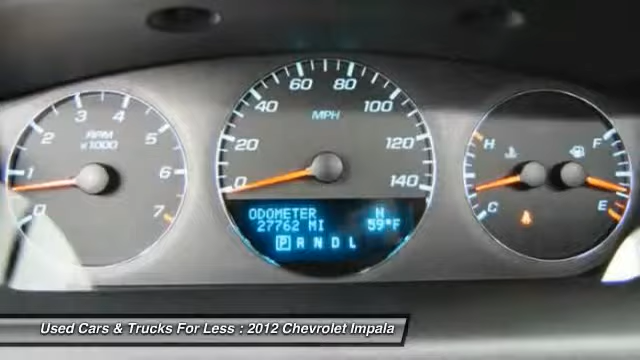 0 1 2 3 4 5 6 7
RPM
x1000
0 20 40 60 80 100 120 140
MPH
ODOMETER N
27762 MI 59°F
P R N D L
H F
C E
Used Cars & Trucks For Less : 2012 Chevrolet Impala